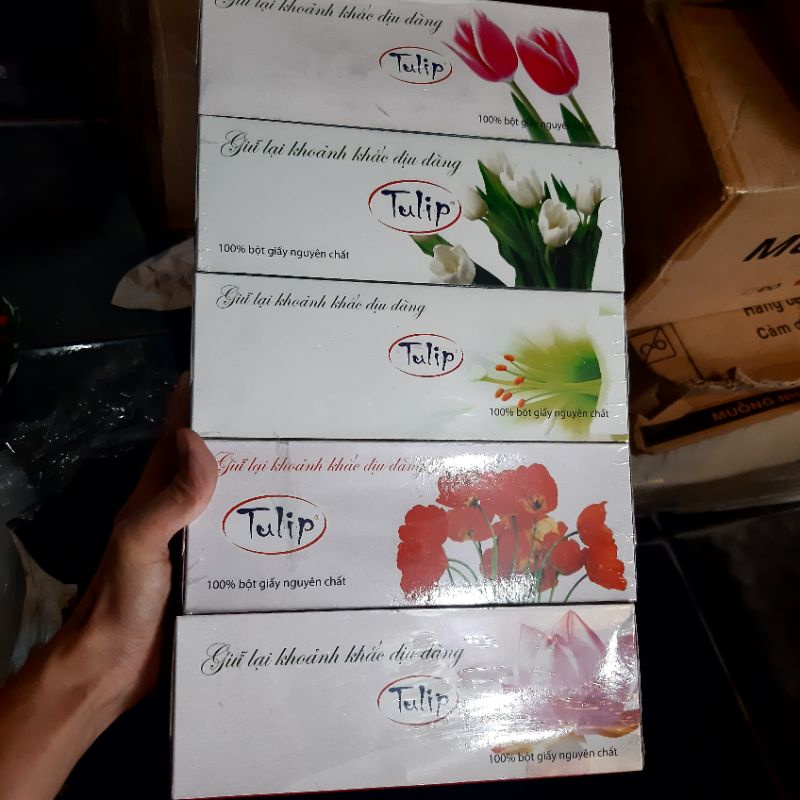 Giữ lại khoảnh khắc dịu dàng
Tulip
100% bột giấy nguyên chất
Giữ lại khoảnh khắc dịu dàng
Tulip
100% bột giấy nguyên chất
Giữ lại khoảnh khắc dịu dàng
Tulip
100% bột giấy nguyên chất
Giữ lại khoảnh khắc dịu dàng
Tulip
100% bột giấy nguyên chất
Giữ lại khoảnh khắc dịu dàng
Tulip
100% bột giấy nguyên chất
Hàng
Cầm
MUỖNG